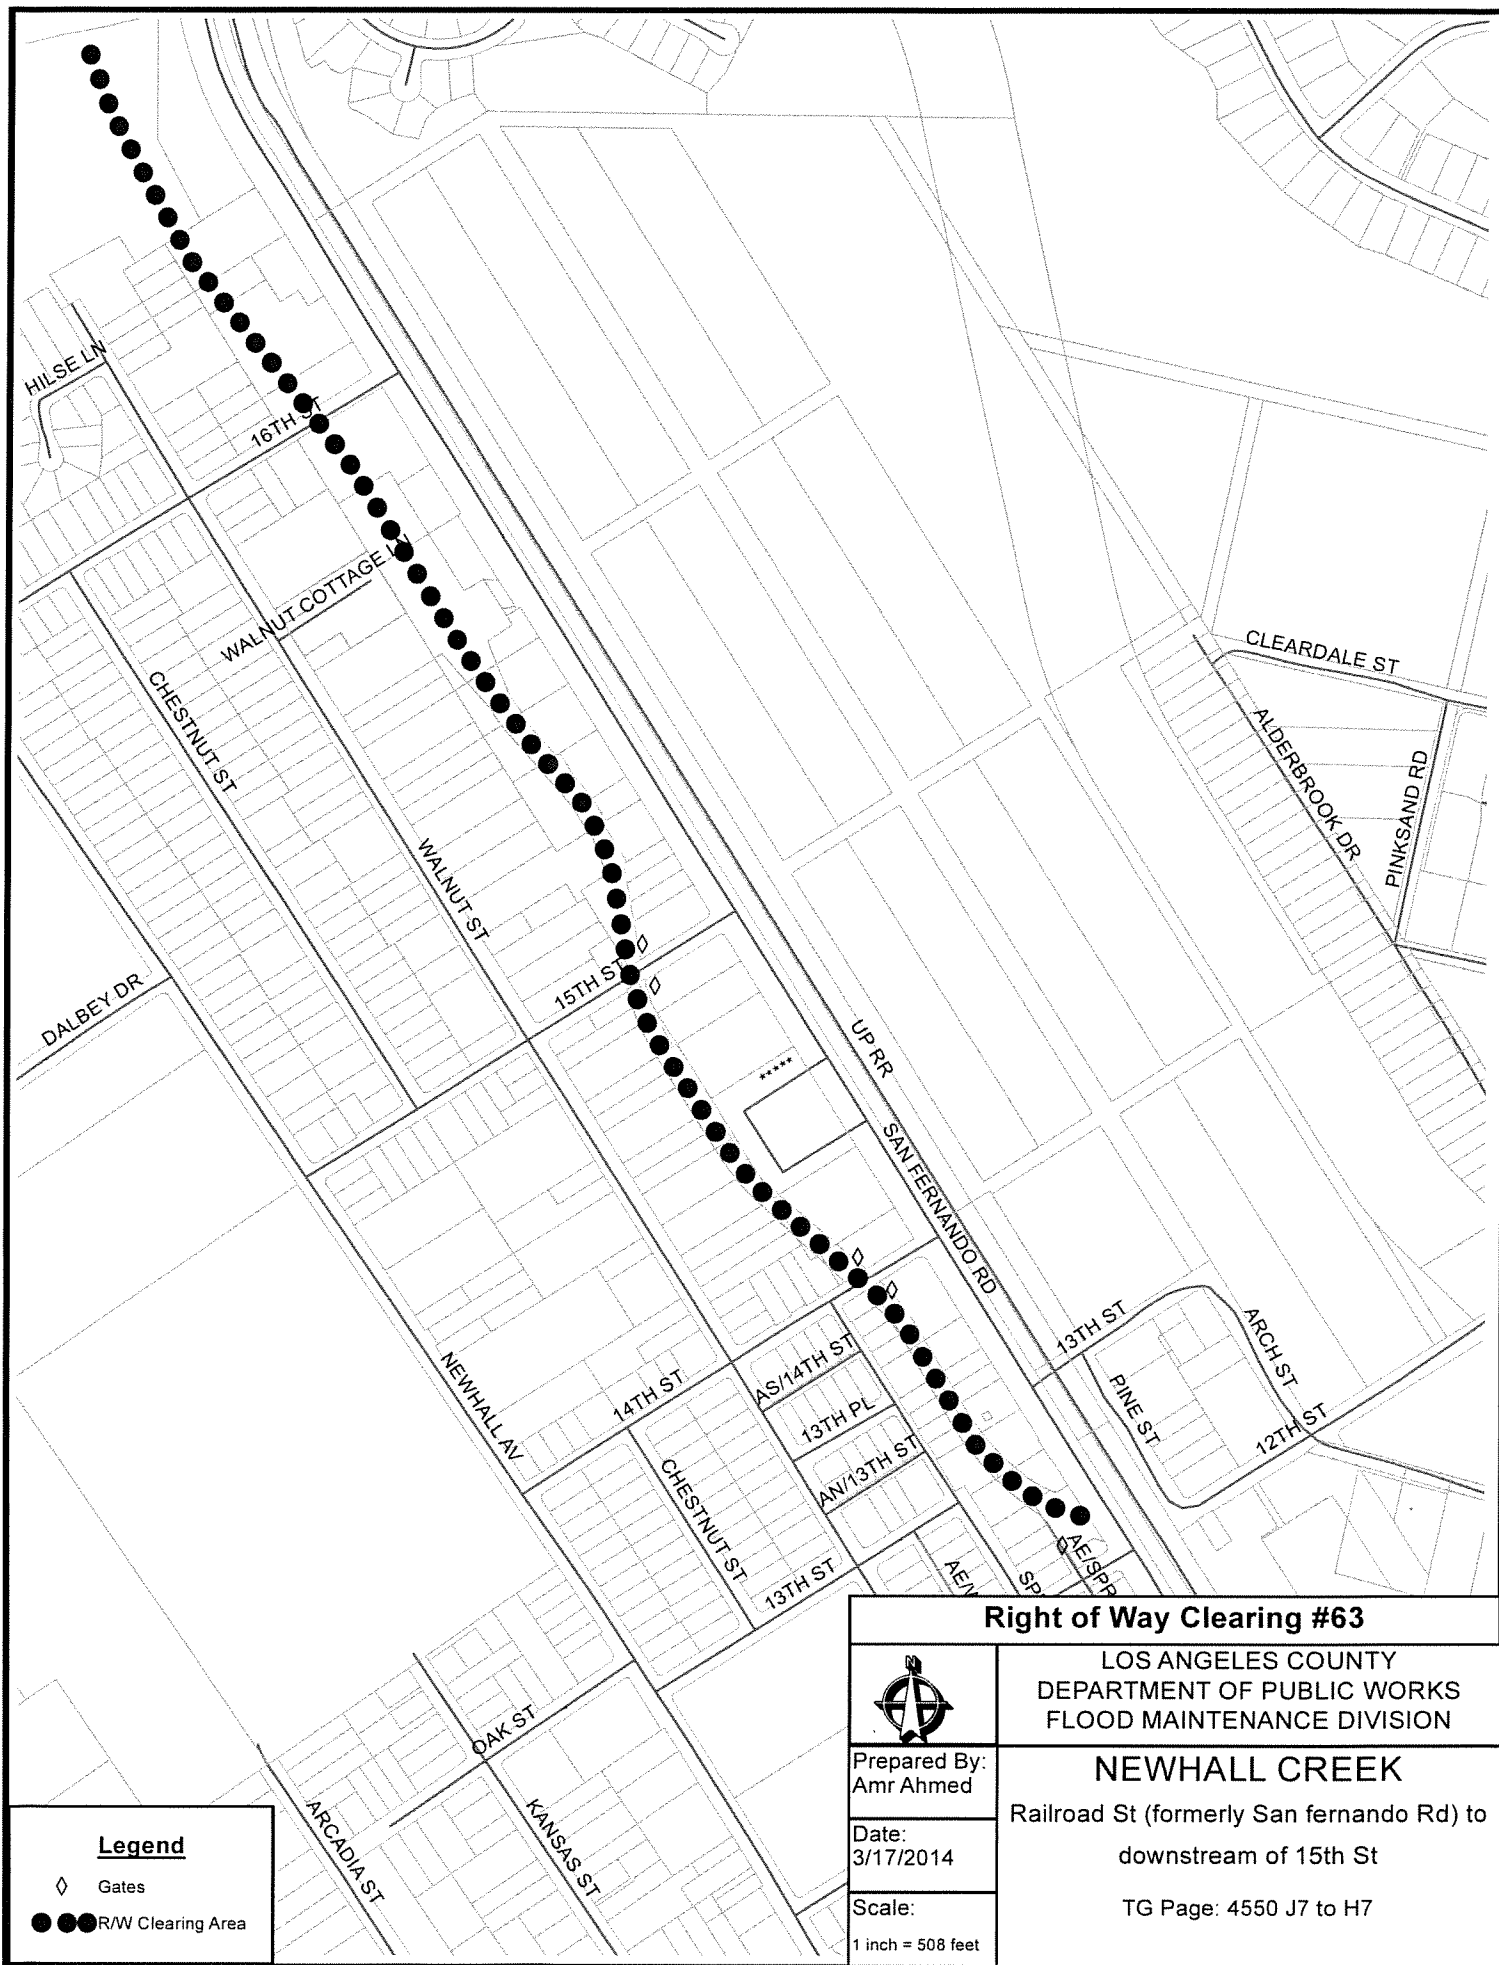 HILSE LN
16TH ST
WALNUT COTTAGE LN
CHESTNUT ST
WALNUT ST
CLEARDALE ST
ALDERBROOK DR
PINKSAND RD
DALBEY DR
15TH ST
UP RR
*****
SAN FERNANDO RD
NEWHALL AV
14TH ST
AS/14TH ST
13TH PL
AN/13TH ST
CHESTNUT ST
13TH ST
13TH ST
PINE ST
ARCH ST
12TH ST
AE/SPR
SPR
OAK ST
KANSAS ST
ARCADIA ST
Legend
Gates
R/W Clearing Area
Right of Way Clearing #63
N
LOS ANGELES COUNTY
DEPARTMENT OF PUBLIC WORKS
FLOOD MAINTENANCE DIVISION
Prepared By:
Amr Ahmed
Date:
3/17/2014
Scale:
1 inch = 508 feet
NEWHALL CREEK
Railroad St (formerly San fernando Rd) to
downstream of 15th St
TG Page: 4550 J7 to H7